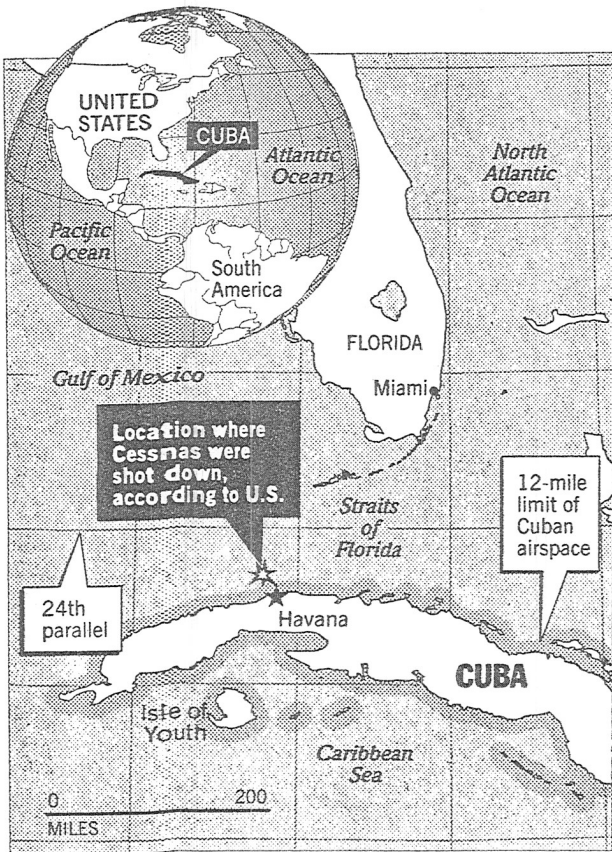 UNITED
STATES
CUBA
Atlantic
Ocean
Pacific
Ocean
South
America
North
Atlantic
Ocean
FLORIDA
Miami
Gulf of Mexico
Location where
Cessnas were
shot down,
according to U.S.
Straits
of
Florida
12-mile
limit of
Cuban
airspace
24th
parallel
Havana
CUBA
Isle of
Youth
Caribbean
Sea
0 200
MILES